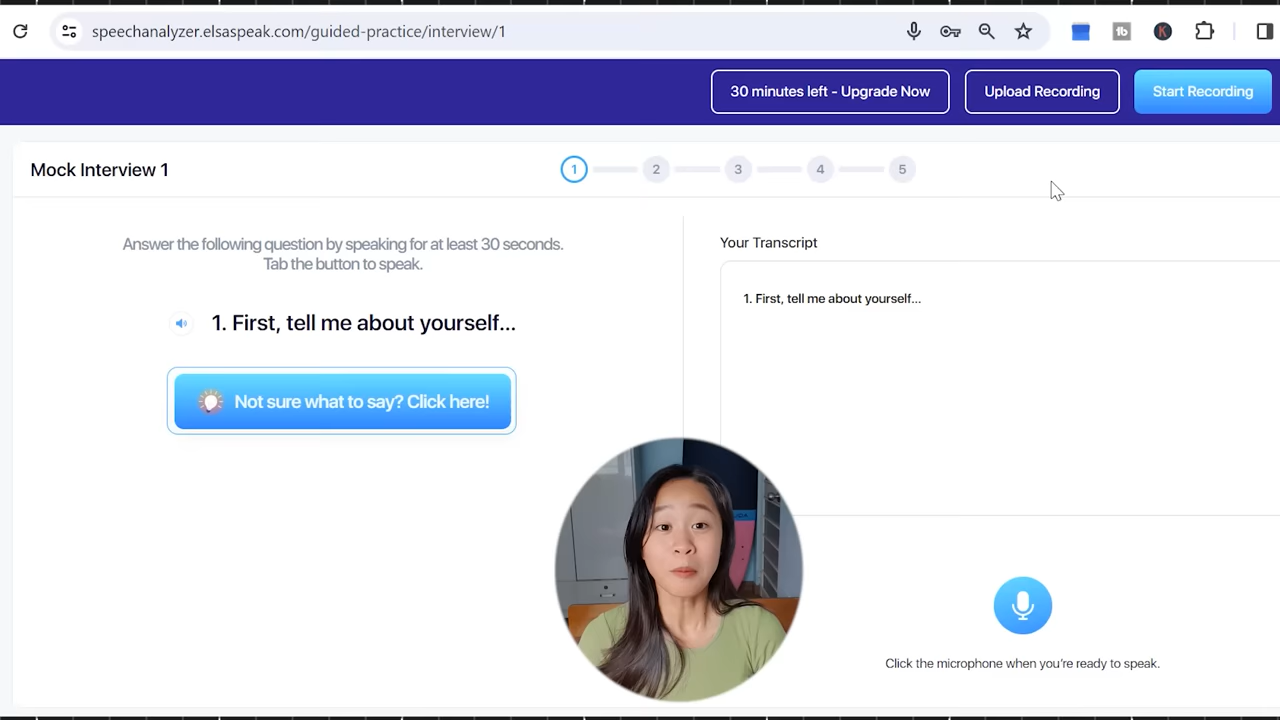 speechanalyzer.elsaspeak.com/guided-practice/interview/1
30 minutes left - Upgrade Now
Upload Recording
Start Recording
Mock Interview 1
1
2
3
4
5
Answer the following question by speaking for at least 30 seconds.
Tab the button to speak.
1. First, tell me about yourself...
Not sure what to say? Click here!
Your Transcript
1. First, tell me about yourself...
Click the microphone when you're ready to speak.